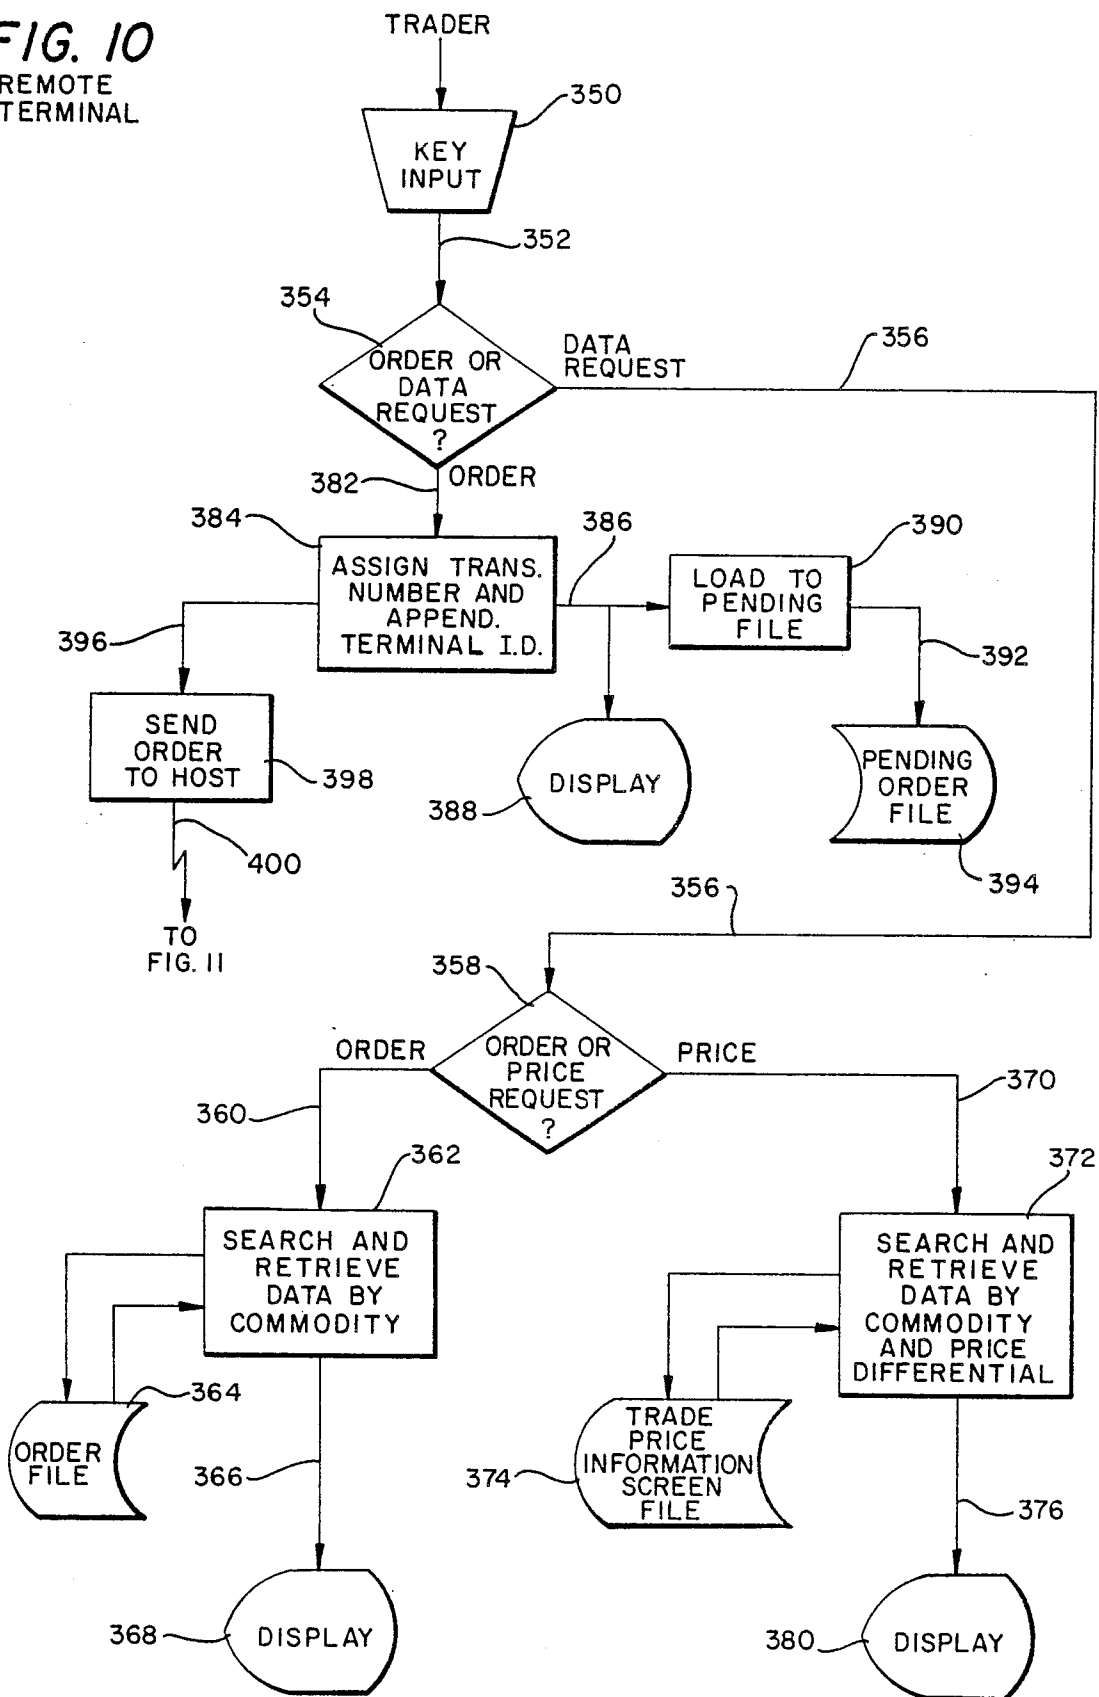 FIG. 10
REMOTE
TERMINAL
TRADER
350
KEY
INPUT
352
354
ORDER OR
DATA
REQUEST
?
DATA
REQUEST
356
382
ORDER
384
ASSIGN TRANS.
NUMBER AND
APPEND.
TERMINAL I.D.
386
390
LOAD TO
PENDING
FILE
396
392
SEND
ORDER
TO HOST
398
388
DISPLAY
PENDING
ORDER
FILE
394
400
TO
FIG. 11
356
358
ORDER
ORDER OR
PRICE
REQUEST
?
PRICE
360
370
362
372
SEARCH AND
RETRIEVE
DATA BY
COMMODITY
SEARCH AND
RETRIEVE
DATA BY
COMMODITY
AND PRICE
DIFFERENTIAL
364
ORDER
FILE
366
374
TRADE
PRICE
INFORMATION
SCREEN
FILE
376
368
DISPLAY
380
DISPLAY